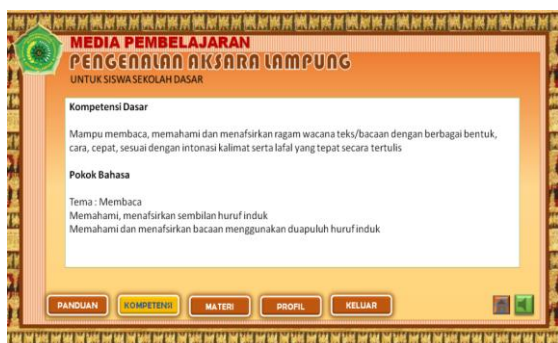 MEDIA PEMBELAJARAN
PENGENALAN AKSARA LAMPUNG
UNTUK SISWA SEKOLAH DASAR
Kompetensi Dasar
Mampu membaca, memahami dan menafsirkan ragam wacana teks/bacaan dengan berbagai bentuk,
cara, cepat, sesuai dengan intonasi kalimat serta lafal yang tepat secara tertulis
Pokok Bahasa
Tema : Membaca
Memahami, menafsirkan sembilan huruf induk
Memahami dan menafsirkan bacaan menggunakan duapuluh huruf induk
PANDUAN
KOMPETENSI
MATERI
PROFIL
KELUAR